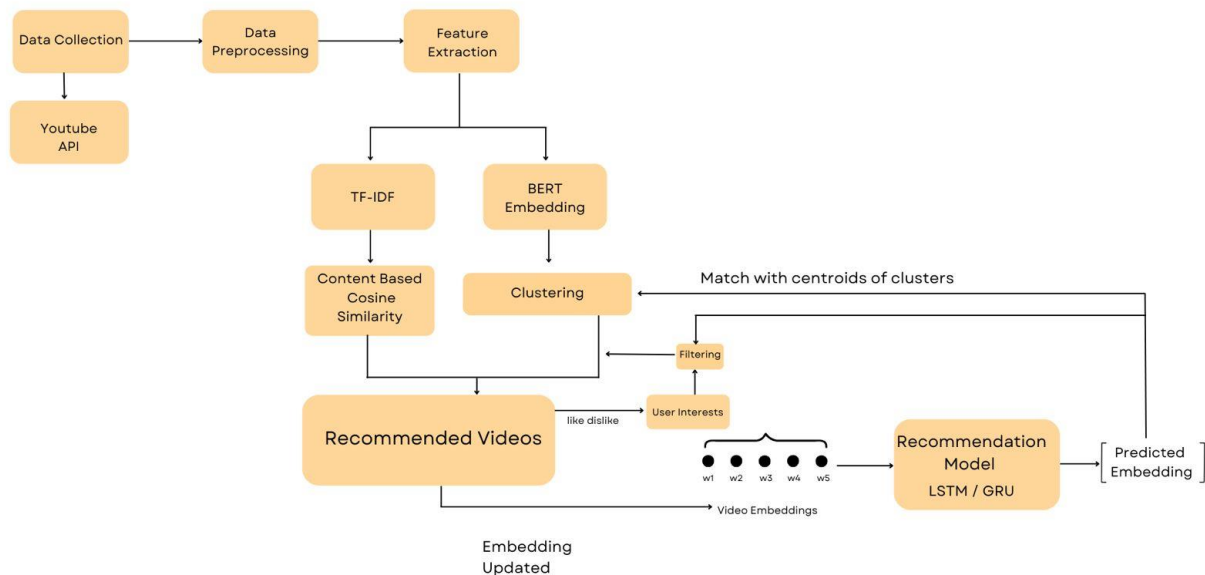 Data Collection
Data
Preprocessing
Feature
Extraction
Youtube
API
TF-IDF
BERT
Embedding
Content Based
Cosine
Similarity
Clustering
Match with centroids of clusters
Filtering
Recommended Videos
like dislike
User Interests
w1 w2 w3 w4 w5
Recommendation
Model
LSTM / GRU
Predicted
Embedding
Video Embeddings
Embedding
Updated